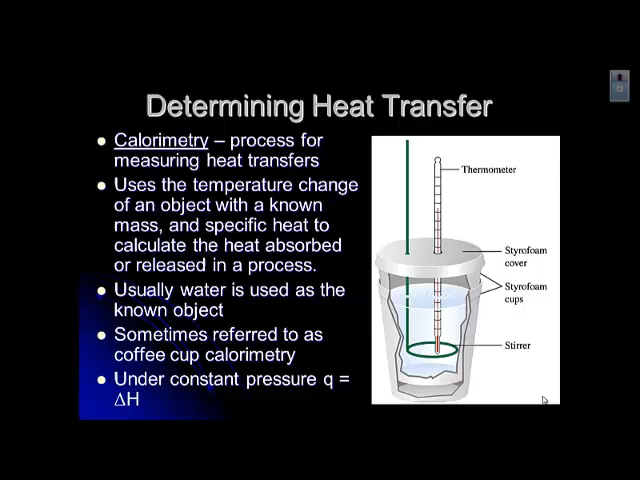 Determining Heat Transfer
Calorimetry – process for
measuring heat transfers
Uses the temperature change
of an object with a known
mass, and specific heat to
calculate the heat absorbed
or released in a process.
Usually water is used as the
known object
Sometimes referred to as
coffee cup calorimetry
Under constant pressure q =
∆H
Thermometer
Styrofoam
cover
Styrofoam
cups
Stirrer